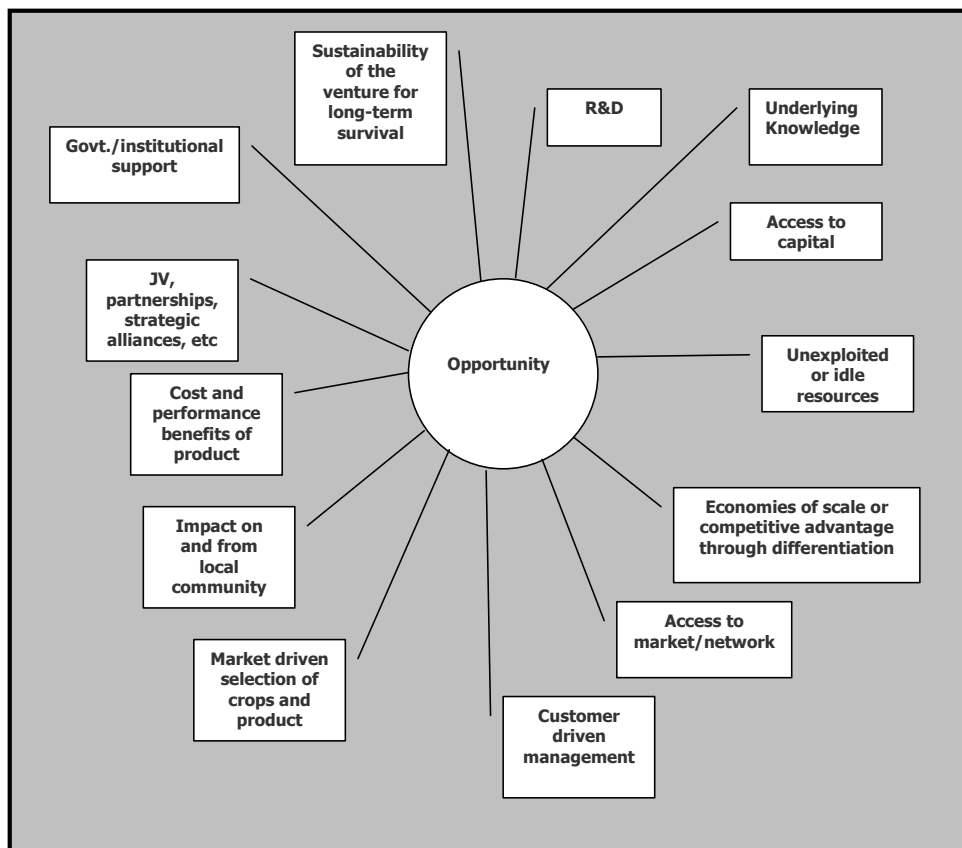 Sustainability
of the
venture for
long-term
survival
R&D
Underlying
Knowledge
Govt./institutional
support
Access to
capital
JV,
partnerships,
strategic
alliances, etc
Opportunity
Unexploited
or idle
resources
Cost and
performance
benefits of
product
Economies of scale or
competitive advantage
through differentiation
Impact on
and from
local
community
Access to
market/network
Market driven
selection of
crops and
product
Customer
driven
management